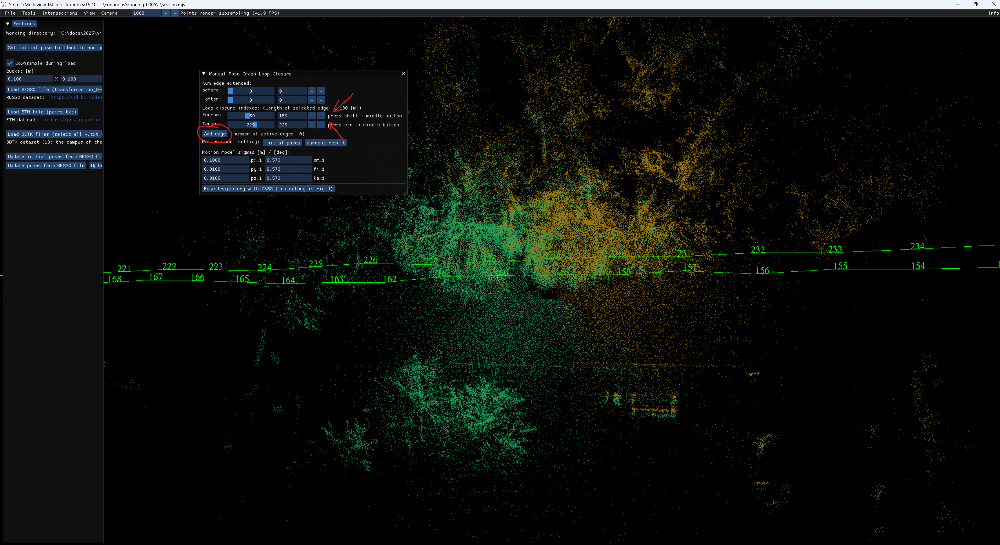 Step 2 (Multi view TSL registration) v0.92.0 - ..\continousScanning_0005\..\session.mjs
File Tools Intersections View Camera 1000 - + Points render subsampling (41.9 FPS) Info
Settings
Working directory: 'C:\data\2025\vi
Set initial pose to Identity and up
Downsample during load
Bucket [m]:
0.100 X 0.100
Load RESSO file (transformation_Gro
RESSO dataset: https://3d.bk.tudel
Load ETH file (pairs.txt)
ETH dataset: https://prs.igp.ethz.
Load 3DTK files (select all *.txt f
3DTK dataset (18: the campus of the
Update initial poses from RESSO fil
Update poses from RESSO file Upda
Manual Pose Graph Loop Closure
Num edge extended:
before: 0 0 - +
after: 0 0 - +
Loop closure indexes: (Length of selected edge: 2.180 [m])
Source: 159 159 - + press shift + middle button
Target: 229 229 - + press ctrl + middle button
Add edge (number of active edges: 0)
Motion model setting: initial poses current result
Motion model sigmas [m] / [deg]:
0.1000 px_1 0.573 om_1
0.0100 py_1 0.573 fi_1
0.0100 pz_1 0.573 ka_1
Fuse trajectory with GNSS (trajectory is rigid)
221 222 223 224 225 226 227 230 231 232 233 234
168 167 166 165 164 163 162 161 159 158 157 156 155 154